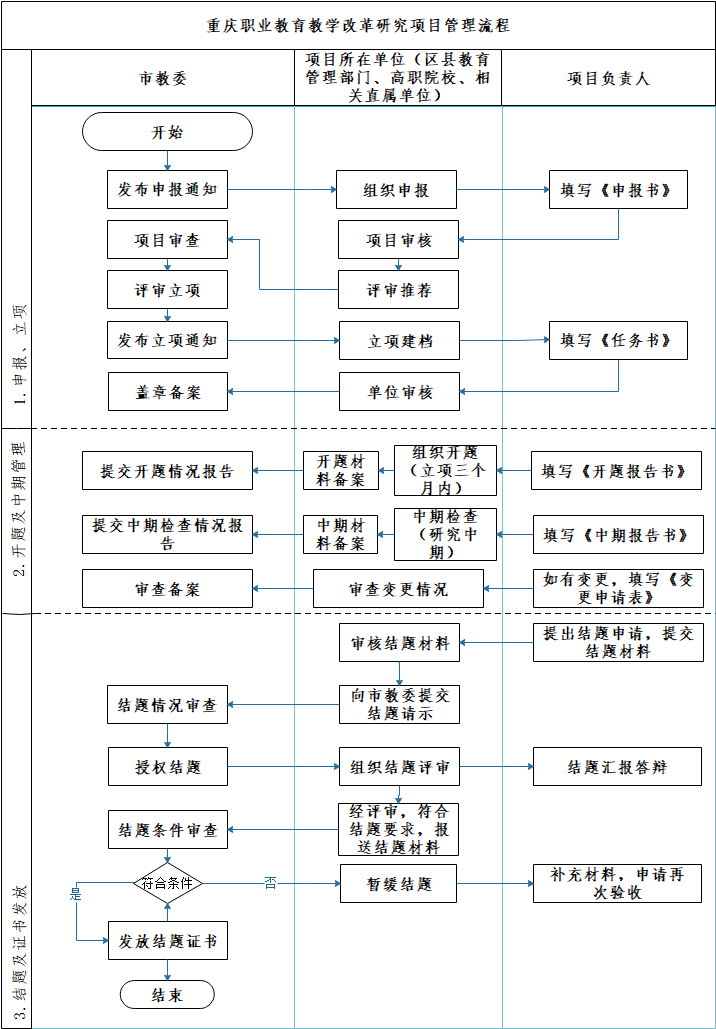 重庆职业教育教学改革研究项目管理流程
市教委
项目所在单位（区县教育
管理部门、高职院校、相
关直属单位）
项目负责人
1. 申报、立项
开始
发布申报通知
组织申报
填写《申报书》
项目审查
项目审核
评审立项
评审推荐
发布立项通知
立项建档
填写《任务书》
盖章备案
单位审核
2. 开题及中期管理
提交开题情况报告
开题材
料备案
组织开题
（立项三个
月内）
填写《开题报告书》
提交中期检查情况报
告
中期材
料备案
中期检查
（研究中
期）
填写《中期报告书》
审查备案
审查变更情况
如有变更，填写《变
更申请表》
3. 结题及证书发放
审核结题材料
提出结题申请，提交
结题材料
结题情况审查
向市教委提交
结题请示
授权结题
组织结题评审
结题汇报答辩
结题条件审查
经评审，符合
结题要求，报
送结题材料
符合条件
是
否
暂缓结题
补充材料，申请再
次验收
发放结题证书
结束